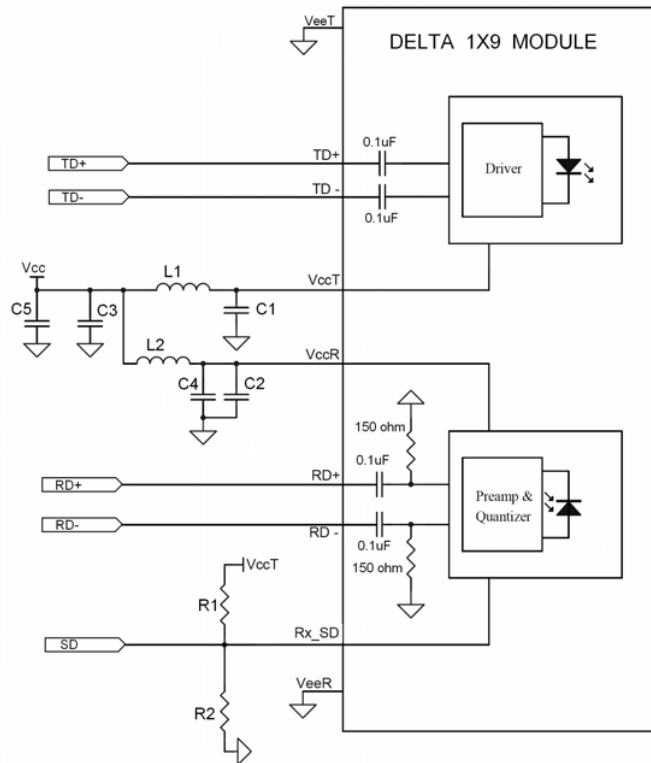 VeeT
DELTA 1X9 MODULE
0.1uF
TD+
TD+
Driver
TD-
TD -
0.1uF
Vcc
L1
VccT
C5
C3
C1
L2
VccR
C4
C2
150 ohm
0.1uF
RD+
RD+
Preamp &
Quantizer
RD-
RD -
0.1uF
150 ohm
VccT
R1
Rx_SD
SD
VeeR
R2